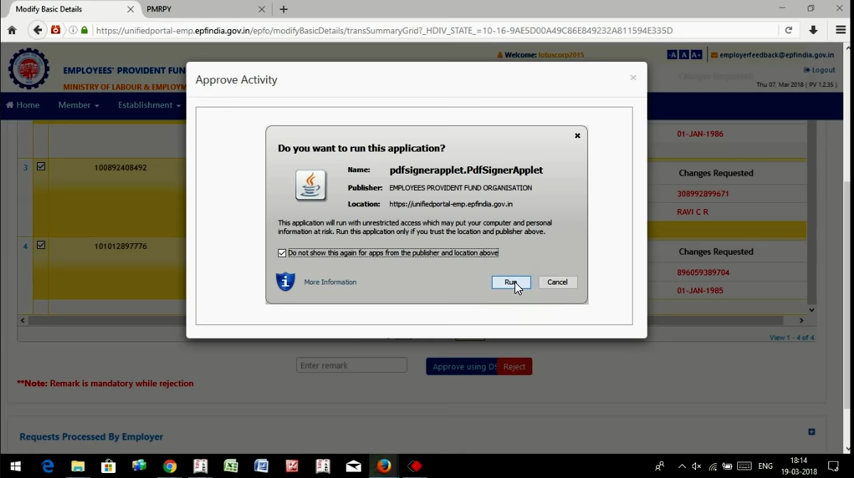 Modify Basic Details
PMRPY
https://unifiedportal-emp.epfindia.gov.in/epfo/modifyBasicDetails/transSummaryGrid?_HDIV_STATE_=10-16-9AE5D00A49C86EB49232A811594E335D
Welcome:
-A A A+
employerfeedback@epfindia.gov.in
EMPLOYEES' PROVIDENT FUN
MINISTRY OF LABOUR & EMPLOYM
Logout
Thu 07, Mar 2018 ( PV 1.2.35 )
Home
Member
Establishment
Approve Activity
Do you want to run this application?
Name: pdfsignerapplet.PdfSignerApplet
Publisher: EMPLOYEES PROVIDENT FUND ORGANISATION
Location: https://unifiedportal-emp.epfindia.gov.in
This application will run with unrestricted access which may put your computer and personal
information at risk. Run this application only if you trust the location and publisher above.
Do not show this again for apps from the publisher and location above
More Information
Run
Cancel
01-JAN-1986
3
100892408492
Changes Requested
308992899671
RAVI C R
4
101012897776
Changes Requested
896059389704
01-JAN-1985
View 1 - 4 of 4
Enter remark
Approve using DS
Reject
**Note: Remark is mandatory while rejection
Requests Processed By Employer
ENG
18:14
19-03-2018